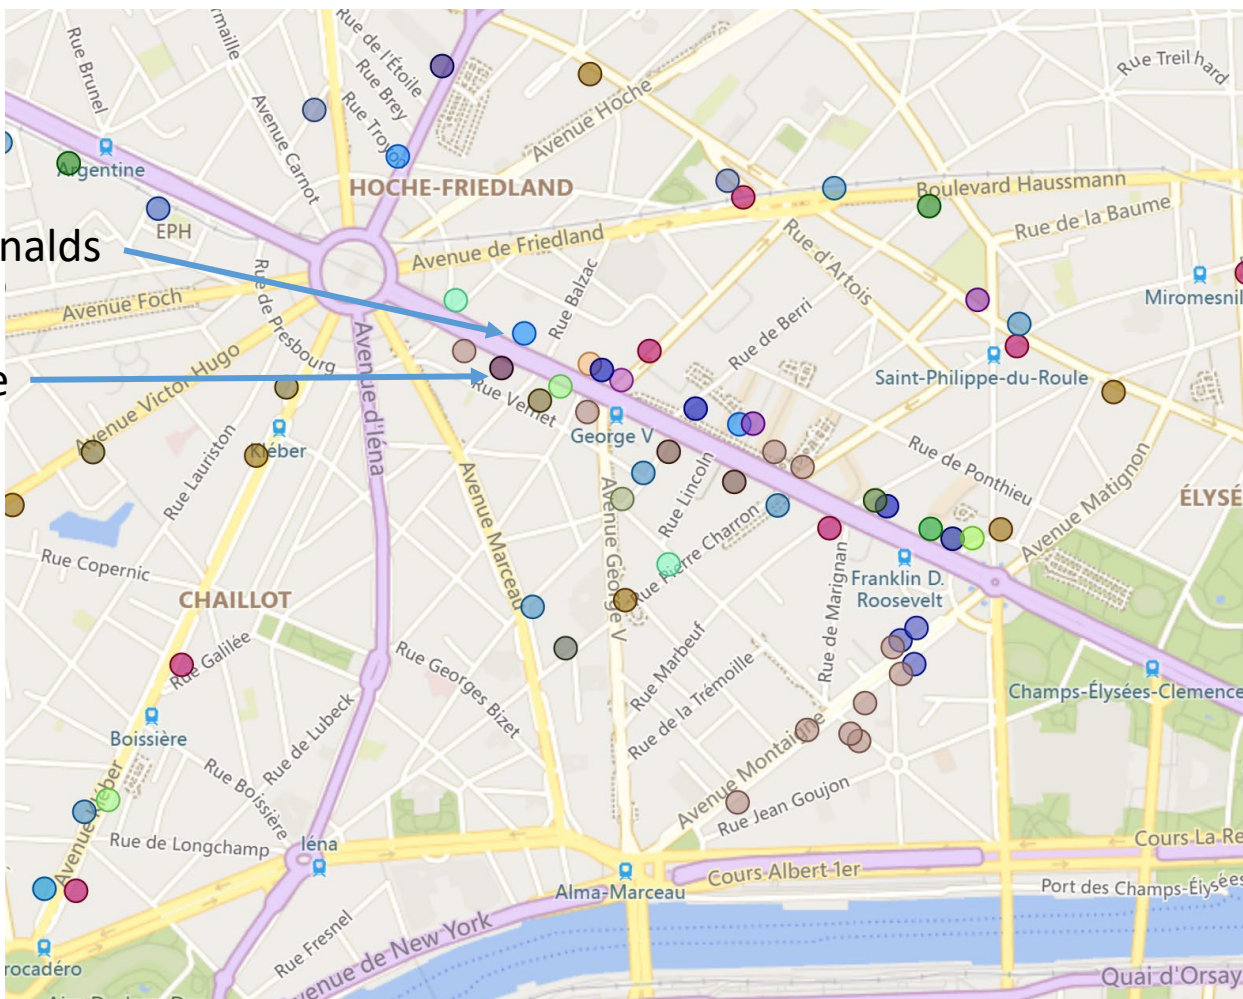 Rue Brunel
rmaille
Rue de l'Étoile
Rue Brey
Rue Troyon
Avenue Carnot
Avenue Hoche
Rue Treilhard
Argentine
HOCHE-FRIEDLAND
Boulevard Haussmann
EPH
Rue de la Baume
nalds
Avenue de Friedland
Rue d'Artois
Avenue Foch
Rue de Presbourg
Rue Balzac
Miromesnil
Rue de Berri
Avenue Victor Hugo
Avenue d'Iéna
e
Saint-Philippe-du-Roule
Rue Vernet
George V
Kléber
Rue Lauriston
Rue de Ponthieu
Avenue Matignon
Avenue Marceau
Avenue George V
Rue Lincoln
ÉLYSÉ
Rue Pierre Charron
Rue Copernic
Franklin D.
Roosevelt
CHAILLOT
Rue de Marignan
Rue Galilée
Rue Georges Bizet
Rue Marbeuf
Rue de la Trémoille
Champs-Élysées-Clemence
Boissière
Rue de Lubeck
Avenue Montaigne
Rue Boissière
Avenue Kléber
Rue Jean Goujon
Rue de Longchamp
Iéna
Cours La Re
Cours Albert 1er
Alma-Marceau
Port des Champs-Élysées
Rue Fresnel
venue de New York
rocadéro
Quai d'Orsay